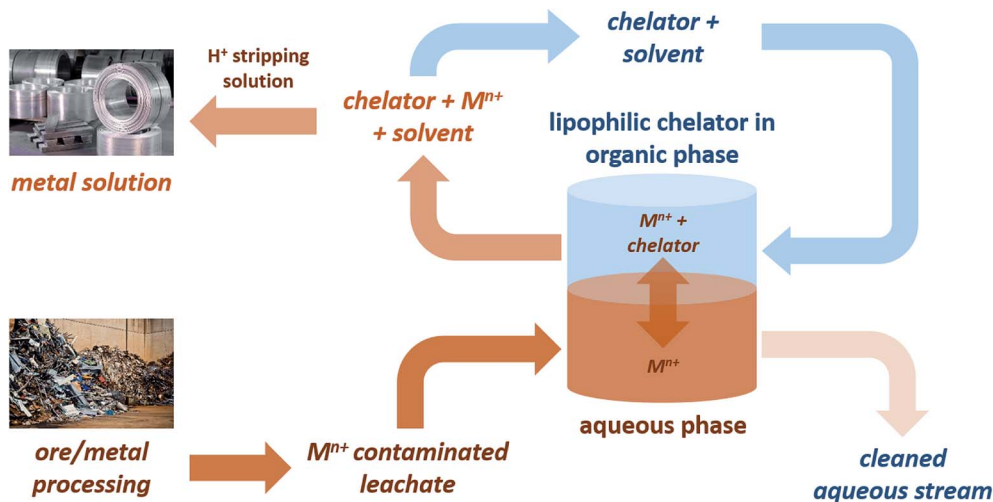 H⁺ stripping
solution
chelator + Mⁿ⁺
+ solvent
chelator +
solvent
metal solution
lipophilic chelator in
organic phase
Mⁿ⁺ +
chelator
Mⁿ⁺
aqueous phase
ore/metal
processing
Mⁿ⁺ contaminated
leachate
cleaned
aqueous stream